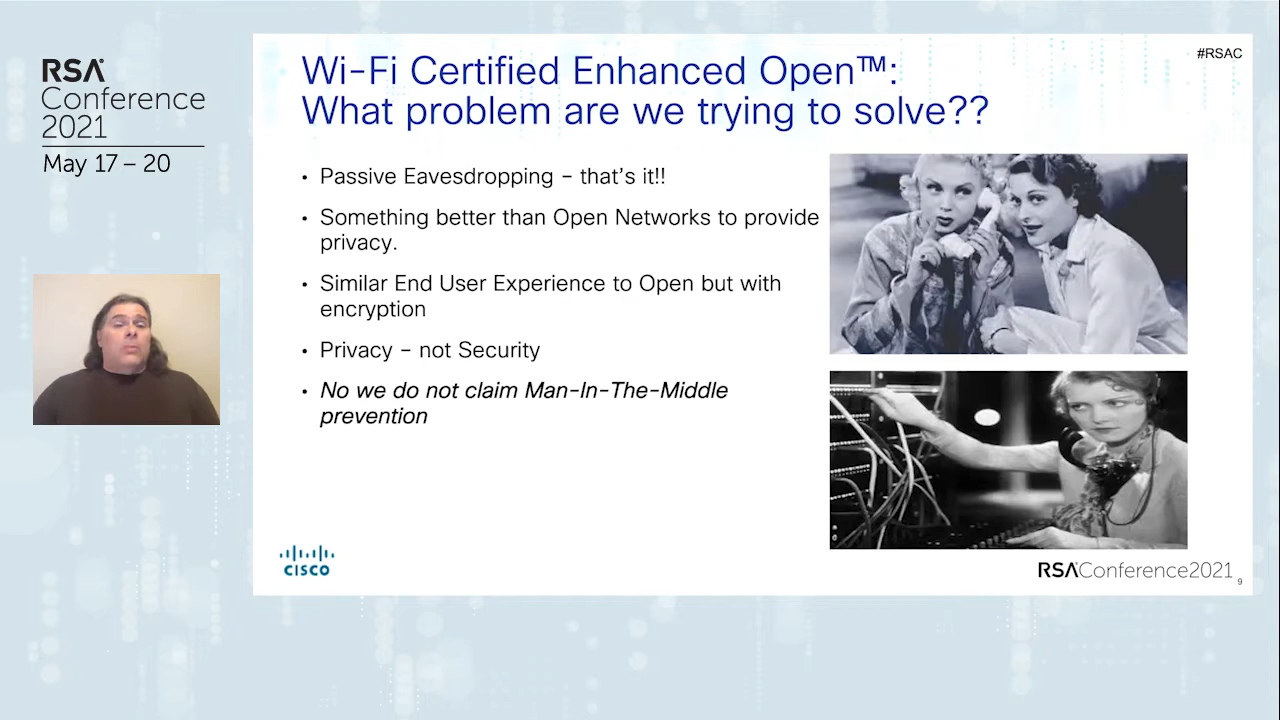 RSA
Conference
2021
May 17 – 20
#RSAC
Wi-Fi Certified Enhanced Open™:
What problem are we trying to solve??
• Passive Eavesdropping – that's it!!
• Something better than Open Networks to provide
privacy.
• Similar End User Experience to Open but with
encryption
• Privacy – not Security
• No we do not claim Man-In-The-Middle
prevention
CISCO
RSAConference2021
9